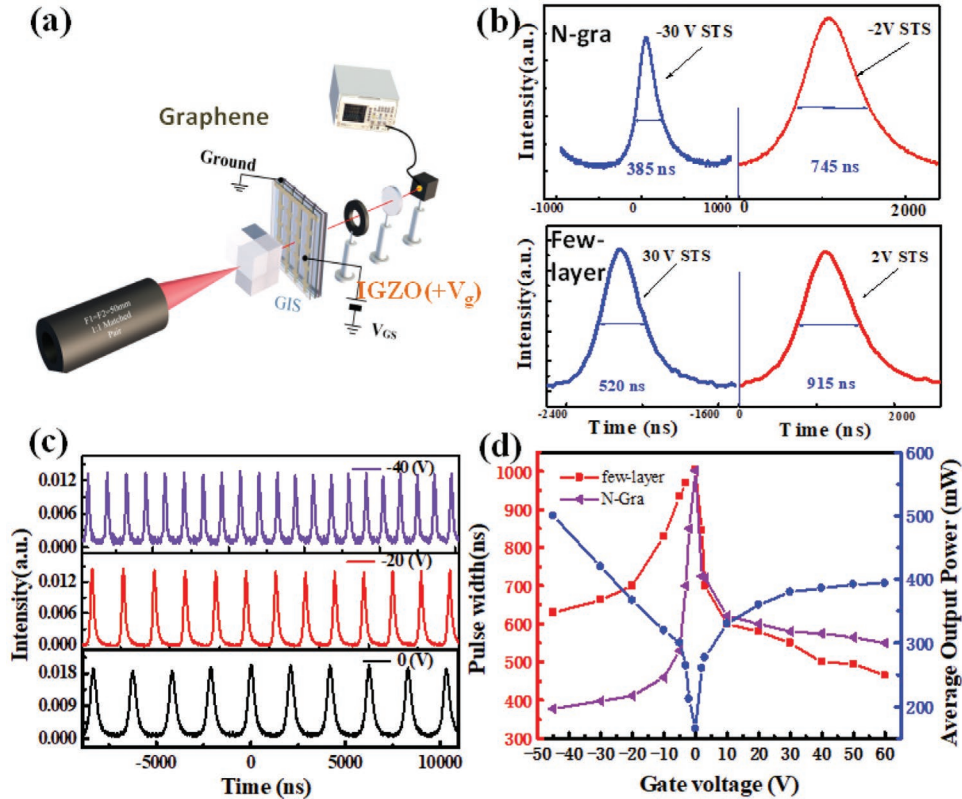 (a)
Graphene
Ground
GIS
IGZO(+Vg)
VGS
F1=F2=50mm
1:1 Matched
Pair
(b)
N-gra
-30 V STS
-2V STS
Intensity(a.u.)
385 ns
745 ns
-1000 0 1000 0 2000
Few-
layer
30 V STS
2V STS
Intensity(a.u.)
520 ns
915 ns
-2400 -1600 0 2000
Time (ns) Time (ns)
(c)
-40 (V)
0.012
0.006
0.000
-20 (V)
0.012
0.006
0.000
0 (V)
0.018
0.009
0.000
Intensity(a.u.)
-5000 0 5000 10000
Time (ns)
(d)
few-layer
N-Gra
Pulse width(ns)
1000
900
800
700
600
500
400
300
600
500
400
300
200
Average Output Power (mW)
-50 -40 -30 -20 -10 0 10 20 30 40 50 60
Gate voltage (V)